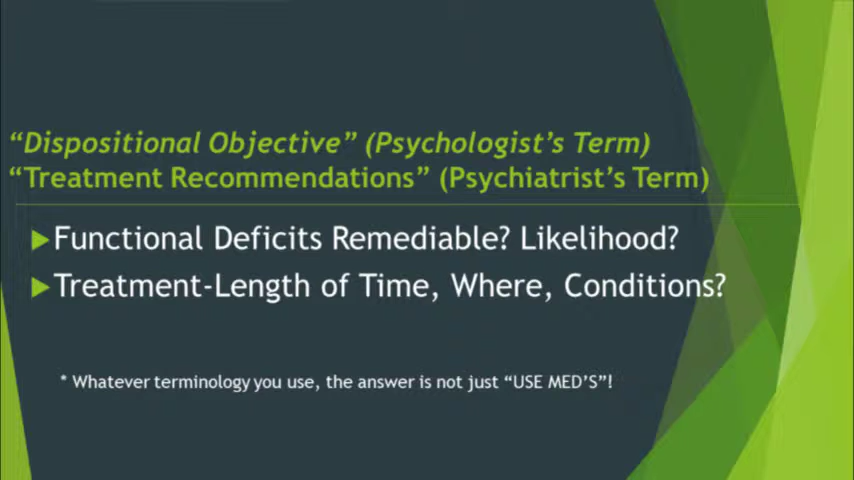 “Dispositional Objective” (Psychologist’s Term)
“Treatment Recommendations” (Psychiatrist’s Term)
Functional Deficits Remediable? Likelihood?
Treatment-Length of Time, Where, Conditions?
* Whatever terminology you use, the answer is not just “USE MED’S”!